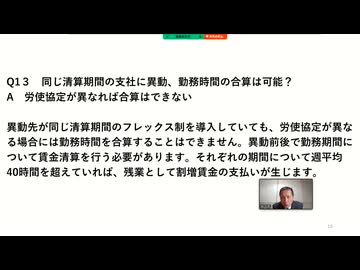 Q1３　同じ清算期間の支社に異動、勤務時間の合算は可能？
A　労使協定が異なれば合算はできない
異動先が同じ清算期間のフレックス制を導入していても、労使協定が異な
る場合には勤務時間を合算することはできません。異動前後で勤務期間に
ついて賃金清算を行う必要があります。それぞれの期間について週平均
40時間を超えていれば、残業として割増賃金の支払いが生じます。